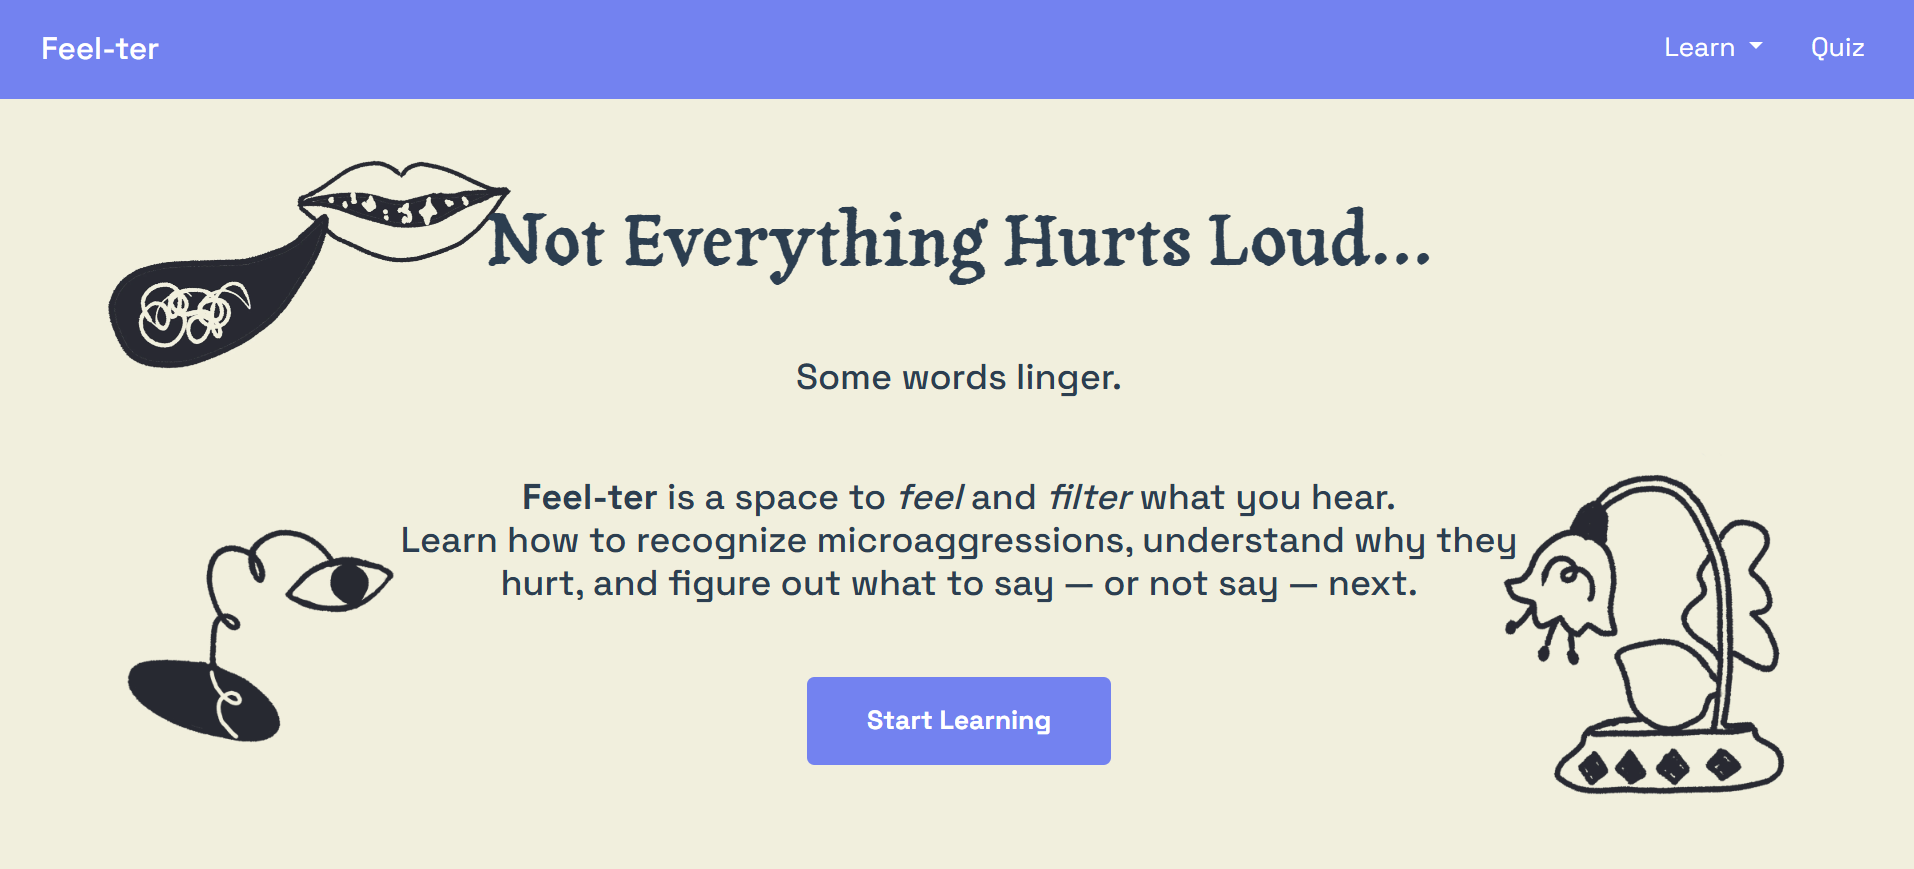 Feel-ter
Learn
Quiz
Not Everything Hurts Loud...
Some words linger.
Feel-ter is a space to feel and filter what you hear.
Learn how to recognize microaggressions, understand why they
hurt, and figure out what to say — or not say — next.
Start Learning